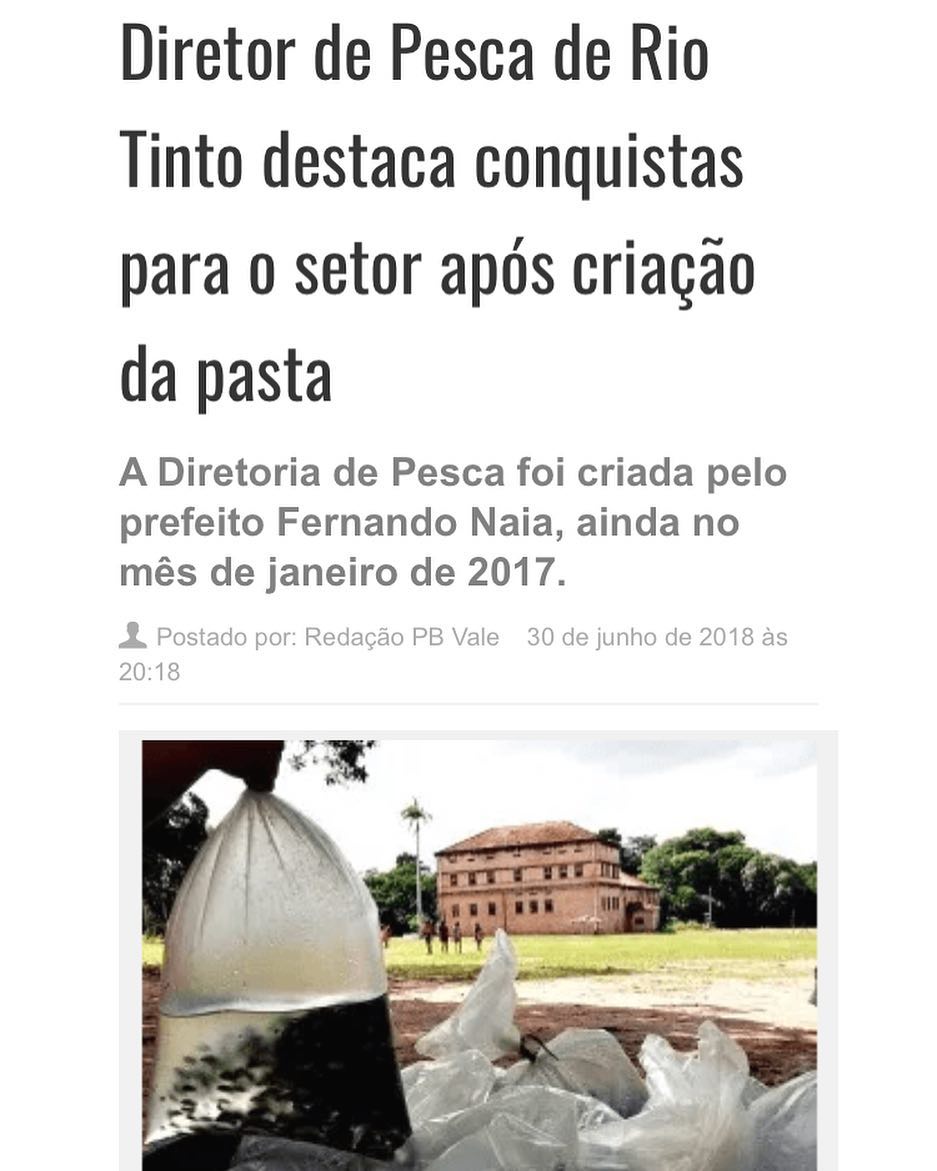 Diretor de Pesca de Rio
Tinto destaca conquistas
para o setor após criação
da pasta
A Diretoria de Pesca foi criada pelo
prefeito Fernando Naia, ainda no
mês de janeiro de 2017.
Postado por: Redação PB Vale 30 de junho de 2018 às
20:18